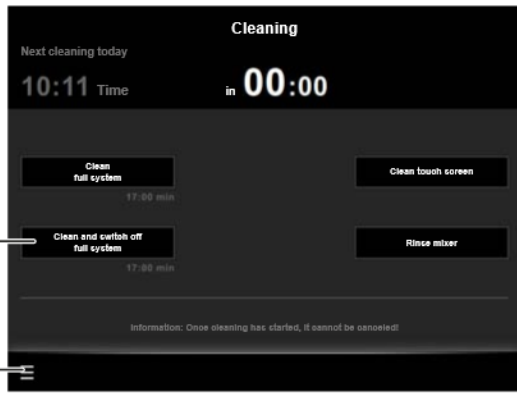 Cleaning
Next cleaning today
10:11 Time
in 00:00
Clean
full system
Clean touch screen
17:00 min
Clean and switch off
full system
Rinse mixer
17:00 min
Information: Once cleaning has started, it cannot be canceled!